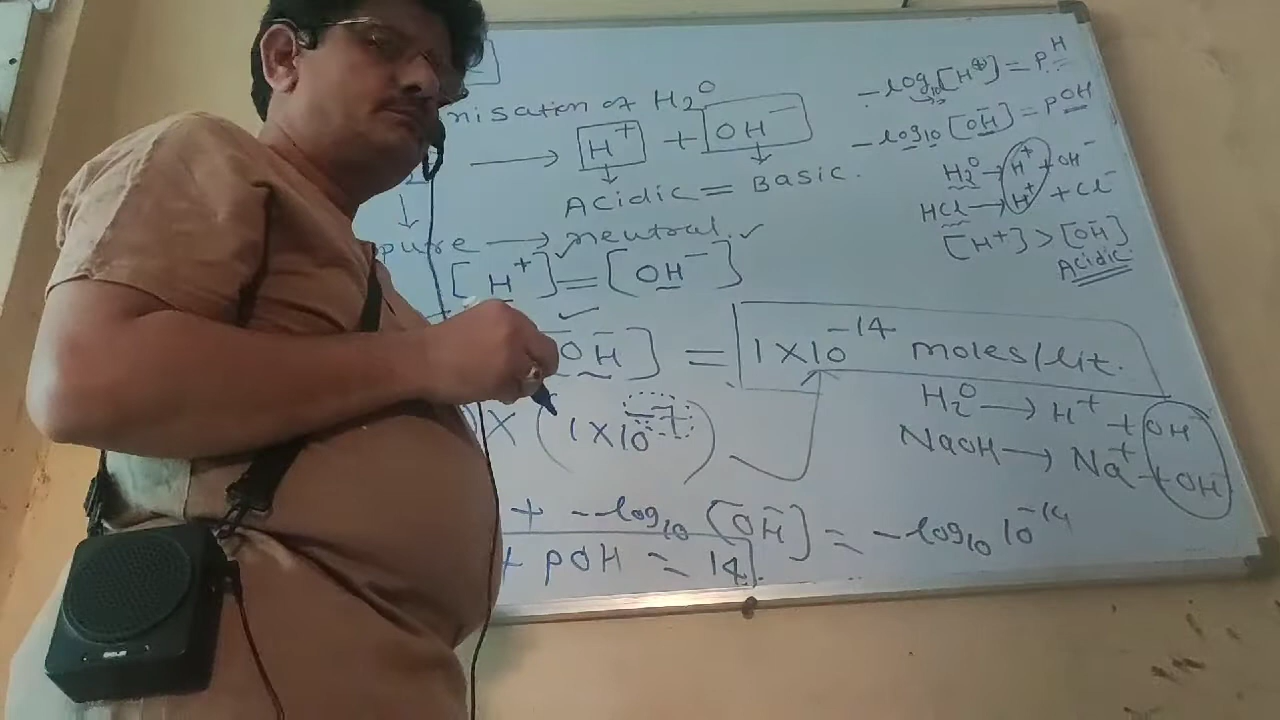 nisation of H2O
⟶ H⁺ + OH⁻
Acidic = Basic.
pure ⟶ neutral. ✓
[H⁺] = [OH⁻]
OH] = 1 X 10⁻¹⁴ moles/lit.
) X (1 X 10⁻⁷)
+ -log₁₀ [OH⁻] = -log₁₀ 10⁻¹⁴
+ pOH = 14.
-log₁₀[H⊕] = pH
-log₁₀ [OH⁻] = pOH
H2O ⟶ H⁺ + OH⁻
HCl ⟶ H⁺ + Cl⁻
[H⁺] > [OH⁻]
Acidic
H2O ⟶ H⁺ + OH⁻
NaOH ⟶ Na⁺ + OH⁻